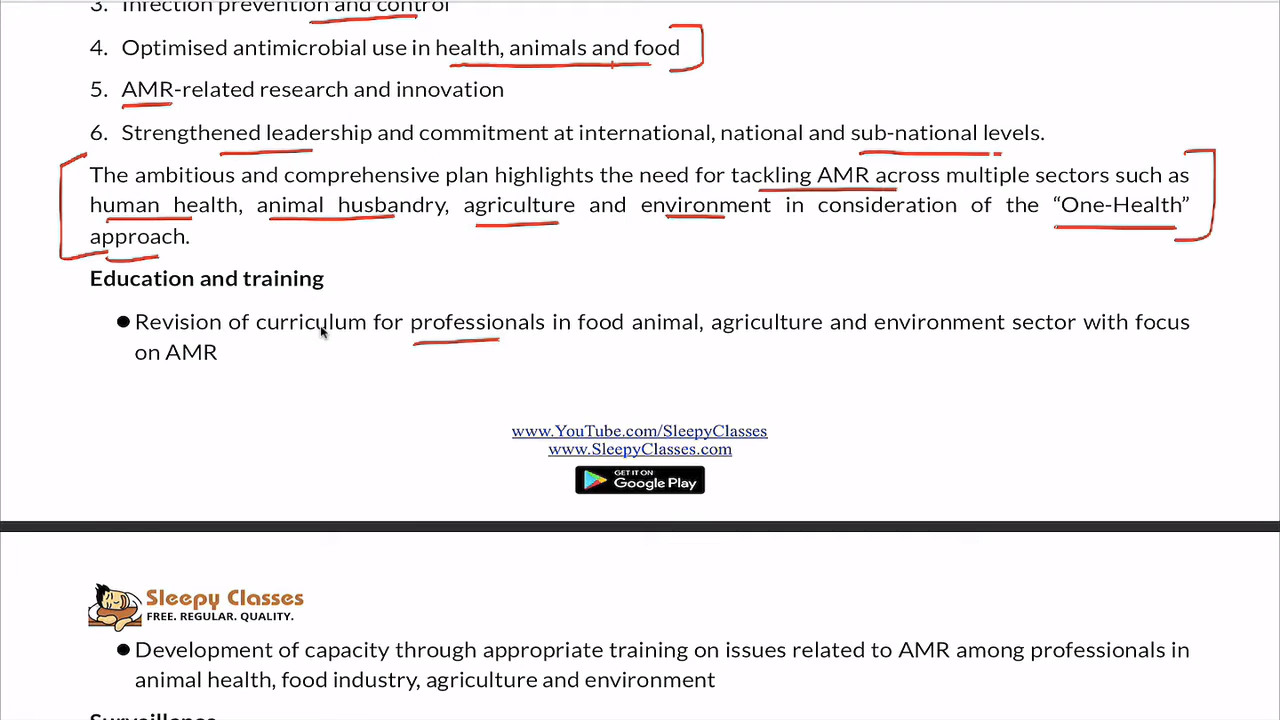 3. Infection prevention and control
4. Optimised antimicrobial use in health, animals and food
5. AMR-related research and innovation
6. Strengthened leadership and commitment at international, national and sub-national levels.
The ambitious and comprehensive plan highlights the need for tackling AMR across multiple sectors such as
human health, animal husbandry, agriculture and environment in consideration of the “One-Health”
approach.
Education and training
● Revision of curriculum for professionals in food animal, agriculture and environment sector with focus
on AMR
www.YouTube.com/SleepyClasses
www.SleepyClasses.com
GET IT ON
Google Play
Sleepy Classes
FREE. REGULAR. QUALITY.
● Development of capacity through appropriate training on issues related to AMR among professionals in
animal health, food industry, agriculture and environment
Surveillance